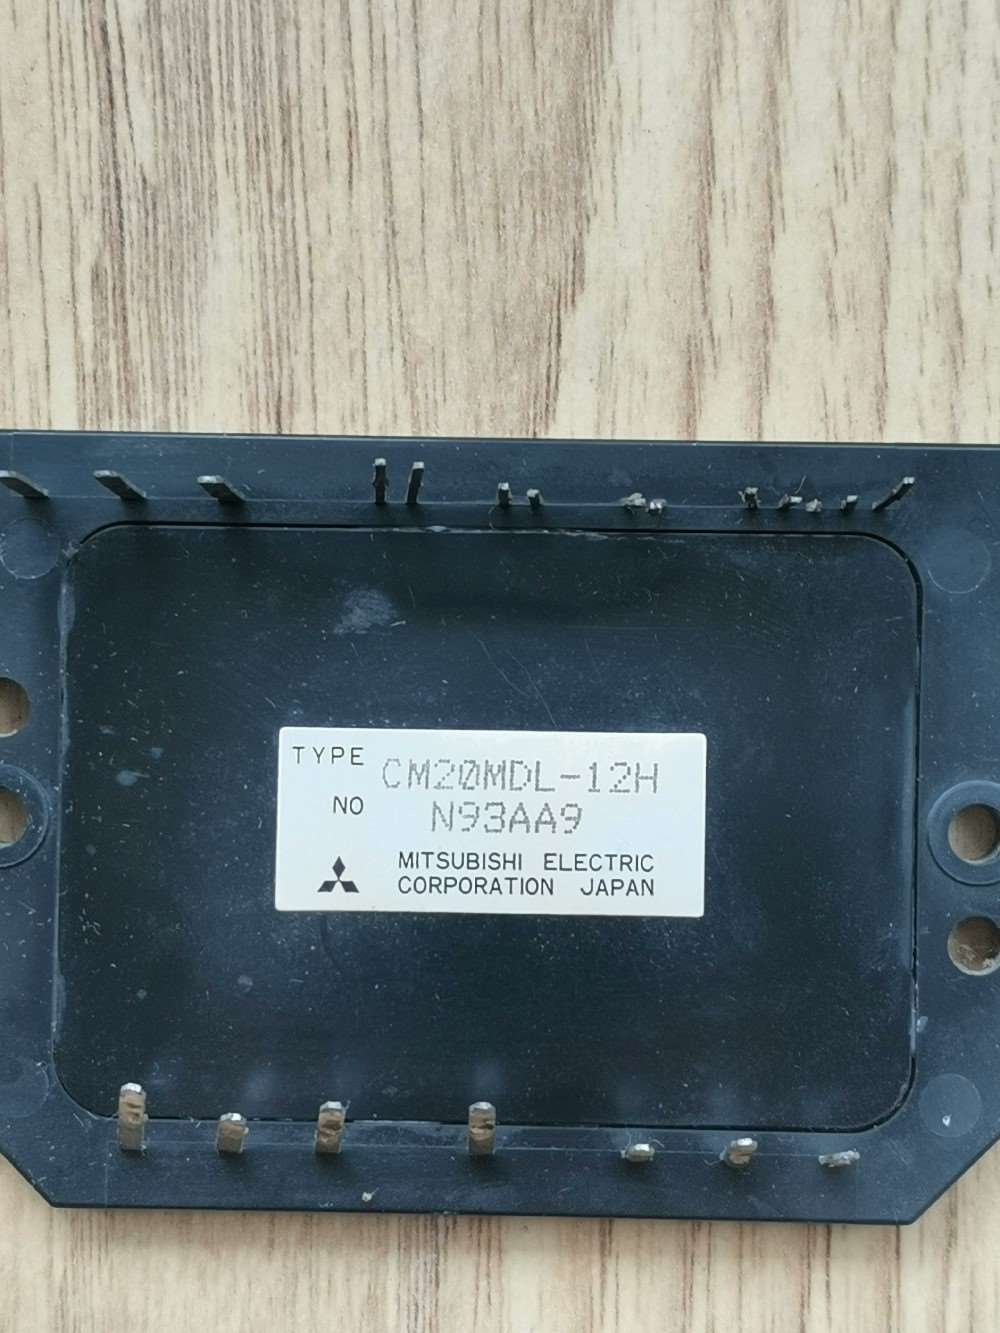 TYPE CM20MDL-12H
NO N93AA9
MITSUBISHI ELECTRIC
CORPORATION JAPAN